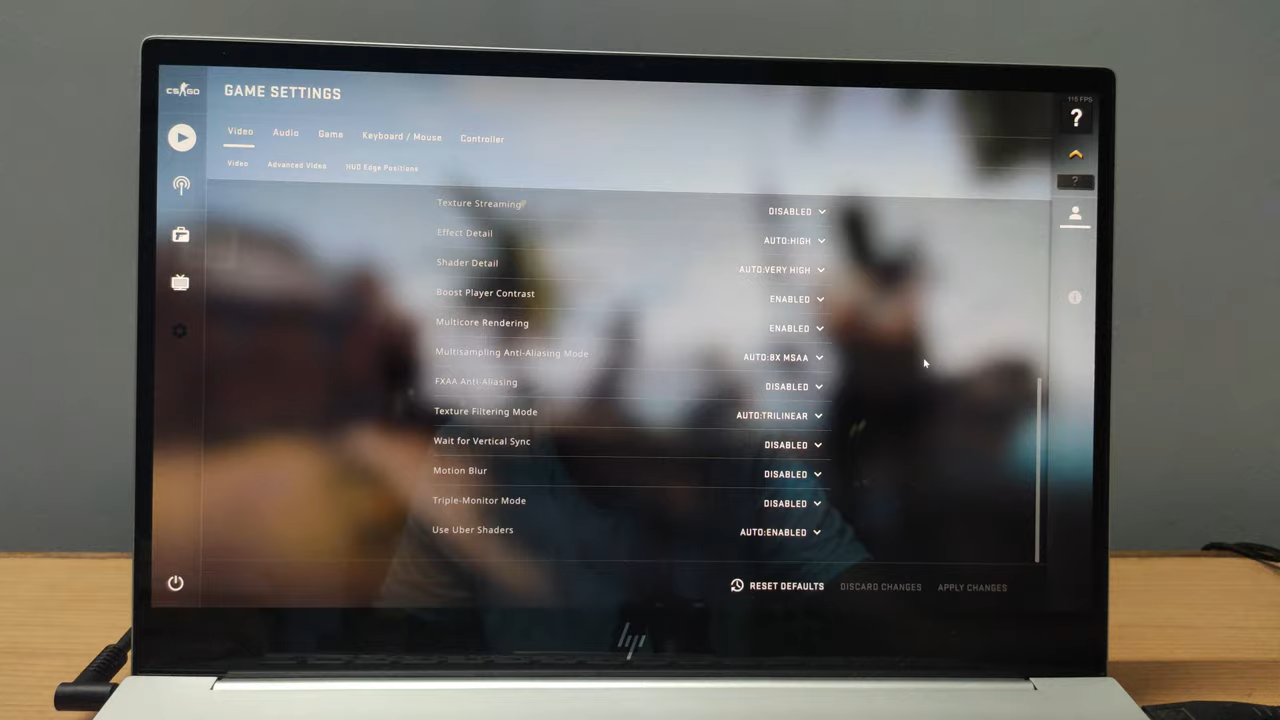 CS GO
GAME SETTINGS
115 FPS
?
Video Audio Game Keyboard / Mouse Controller
Video Advanced Video HUD Edge Positions
?
Texture Streaming DISABLED
Effect Detail AUTO:HIGH
Shader Detail AUTO:VERY HIGH
Boost Player Contrast ENABLED
Multicore Rendering ENABLED
Multisampling Anti-Aliasing Mode AUTO:8X MSAA
FXAA Anti-Aliasing DISABLED
Texture Filtering Mode AUTO:TRILINEAR
Wait for Vertical Sync DISABLED
Motion Blur DISABLED
Triple-Monitor Mode DISABLED
Use Uber Shaders AUTO:ENABLED
RESET DEFAULTS DISCARD CHANGES APPLY CHANGES
hp